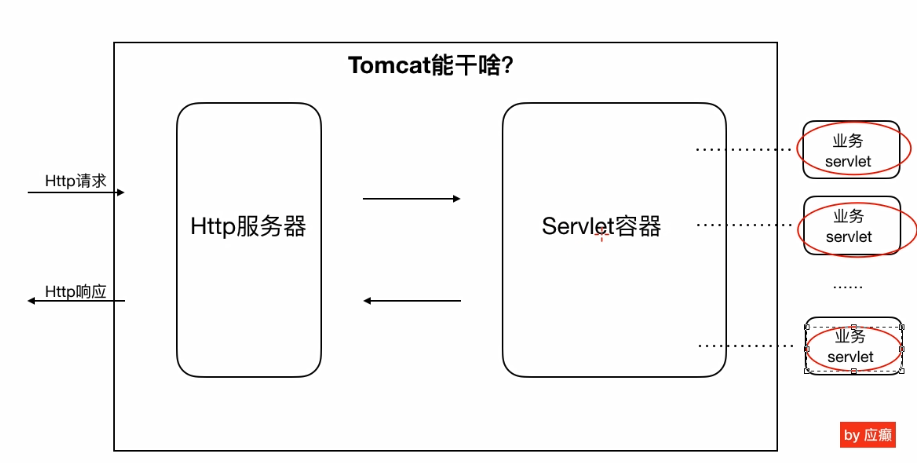 Tomcat能干啥？
Http请求
Http服务器
Http响应
Servlet容器
业务
servlet
业务
servlet
......
业务
servlet
by 应癫